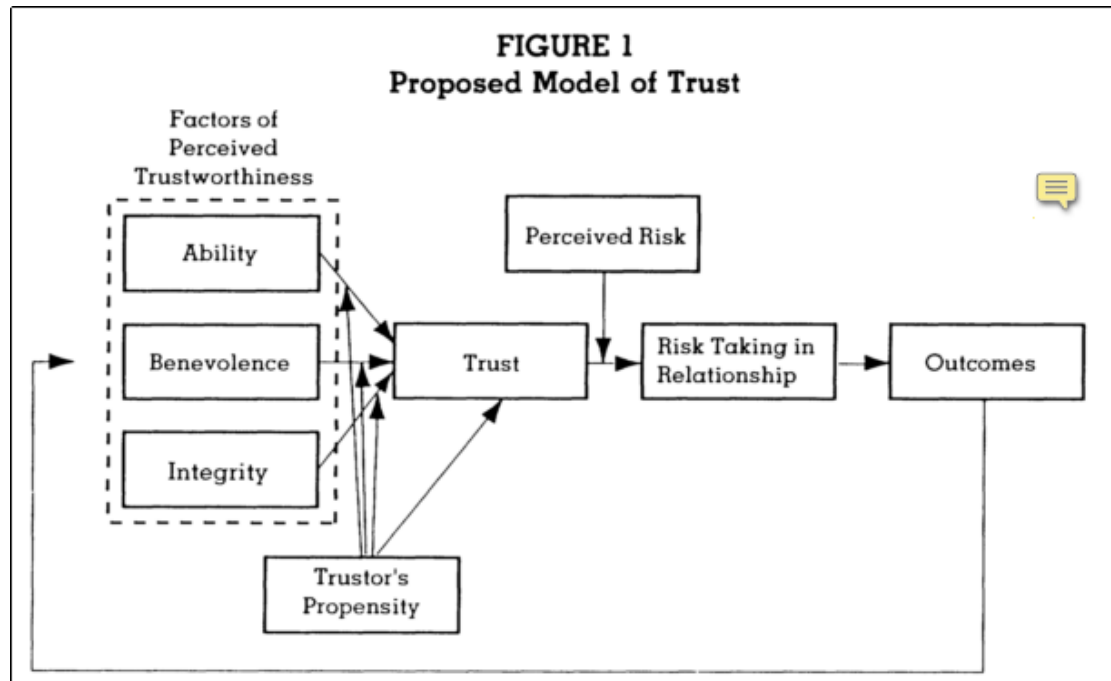 FIGURE 1
Proposed Model of Trust
Factors of
Perceived
Trustworthiness
Ability
Benevolence
Integrity
Trustor's
Propensity
Trust
Perceived Risk
Risk Taking in
Relationship
Outcomes